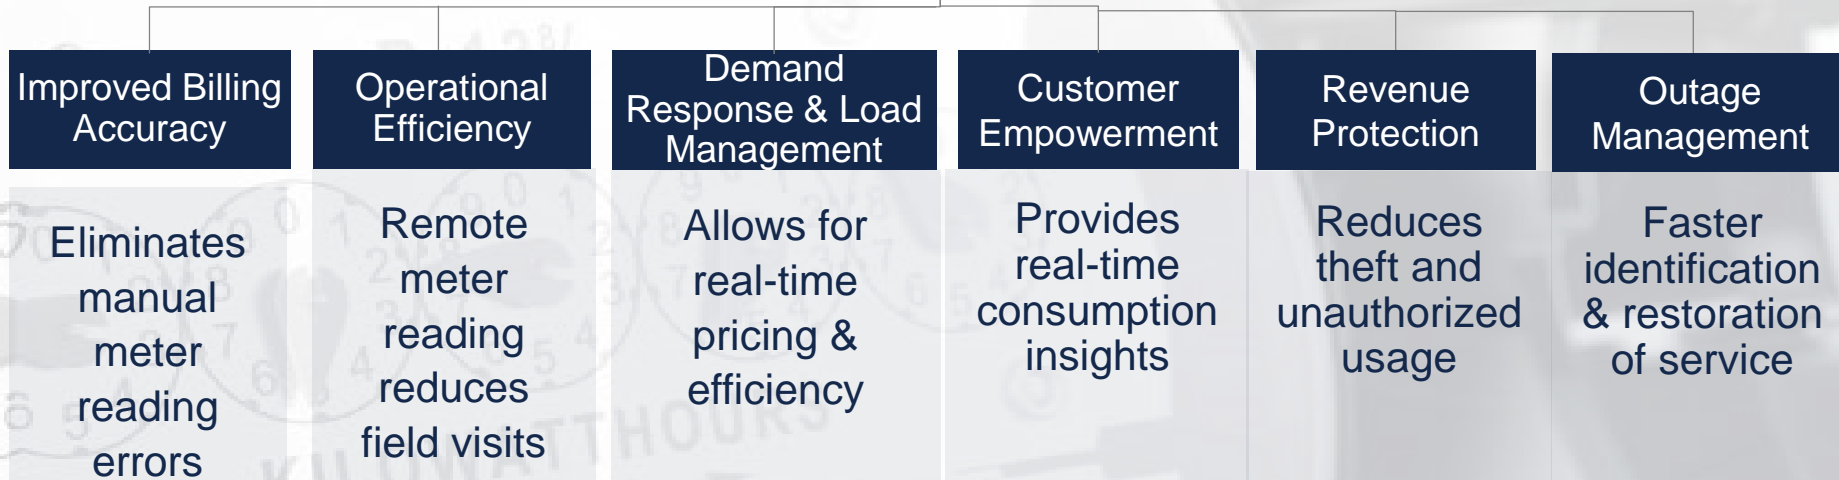 Improved Billing
Accuracy
Operational
Efficiency
Demand
Response & Load
Management
Customer
Empowerment
Revenue
Protection
Outage
Management
Eliminates
manual
meter
reading
errors
Remote
meter
reading
reduces
field visits
Allows for
real-time
pricing &
efficiency
Provides
real-time
consumption
insights
Reduces
theft and
unauthorized
usage
Faster
identification
& restoration
of service
KILOWATTHOURS